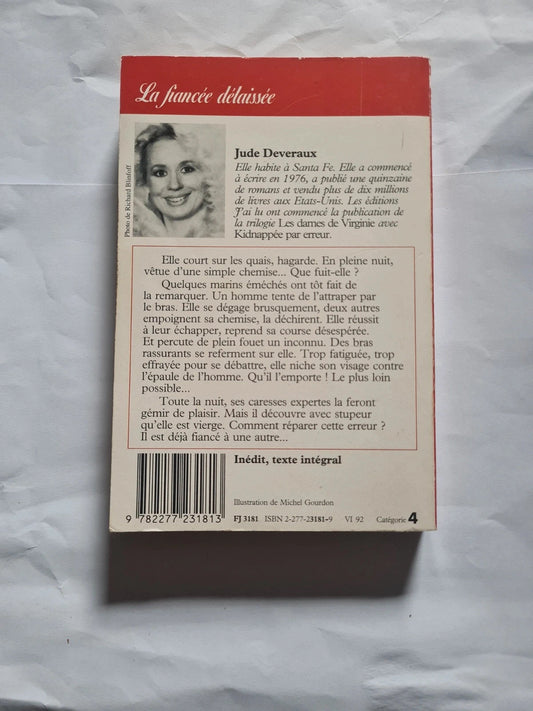 La fiancée délaissée
Photo de Richard Blinkoff
Jude Deveraux
Elle habite à Santa Fe. Elle a commencé
à écrire en 1976, a publié une quinzaine
de romans et vendu plus de dix millions
de livres aux Etats-Unis. Les éditions
J'ai lu ont commencé la publication de
la trilogie Les dames de Virginie avec
Kidnappée par erreur.
Elle court sur les quais, hagarde. En pleine nuit,
vêtue d'une simple chemise... Que fuit-elle ?
Quelques marins éméchés ont tôt fait de
la remarquer. Un homme tente de l'attraper par
le bras. Elle se dégage brusquement, deux autres
empoignent sa chemise, la déchirent. Elle réussit
à leur échapper, reprend sa course désespérée.
Et percute de plein fouet un inconnu. Des bras
rassurants se referment sur elle. Trop fatiguée, trop
effrayée pour se débattre, elle niche son visage contre
l'épaule de l'homme. Qu'il l'emporte ! Le plus loin
possible...
Toute la nuit, ses caresses expertes la feront
gémir de plaisir. Mais il découvre avec stupeur
qu'elle est vierge. Comment réparer cette erreur ?
Il est déjà fiancé à une autre...
Inédit, texte intégral
Illustration de Michel Gourdon
9 782277 231813
FJ 3181 ISBN 2-277-23181-9 VI 92 Catégorie 4